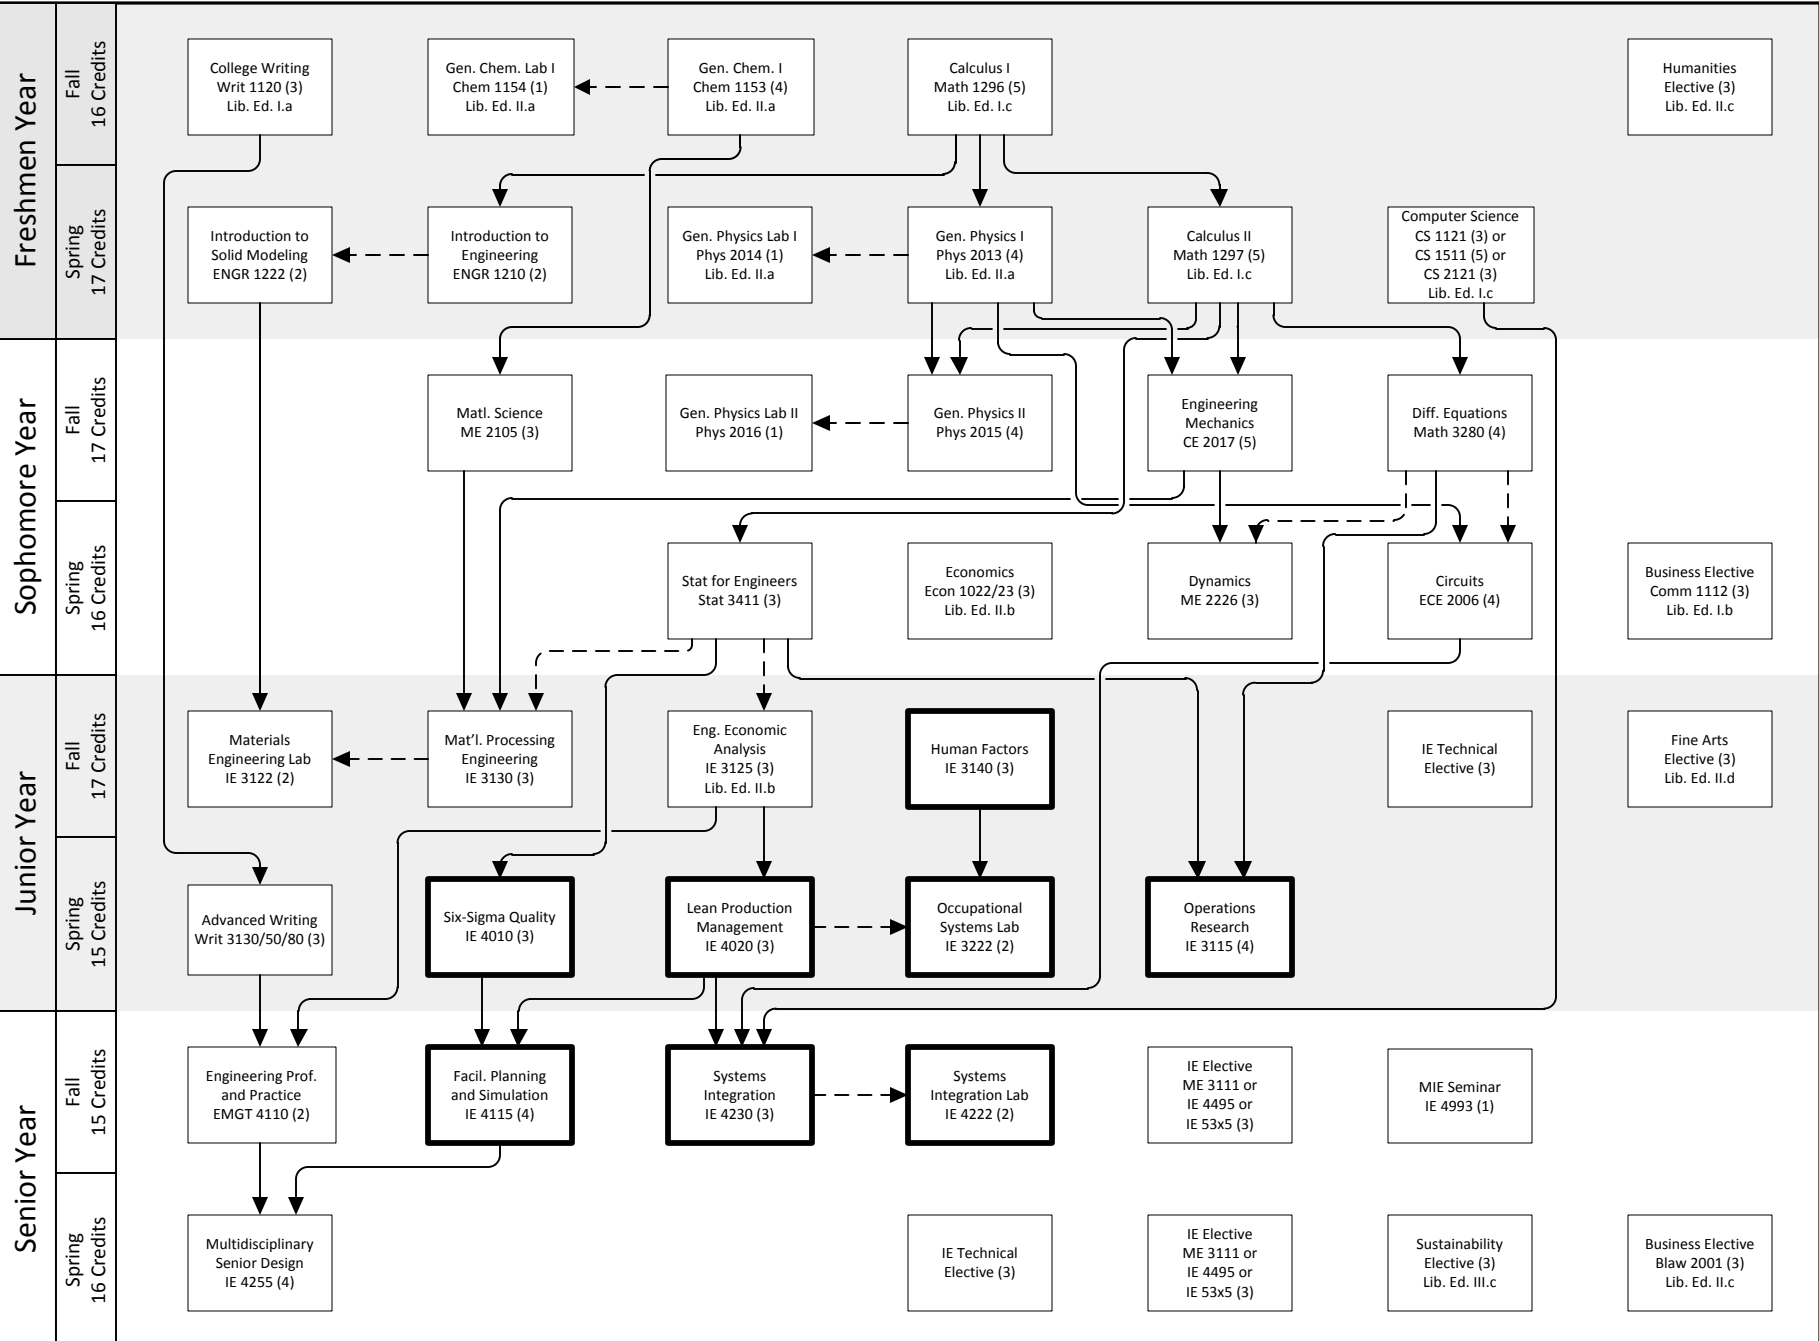 Freshmen Year
Fall
16 Credits
College Writing
Writ 1120 (3)
Lib. Ed. I.a
Gen. Chem. Lab I
Chem 1154 (1)
Lib. Ed. II.a
Gen. Chem. I
Chem 1153 (4)
Lib. Ed. II.a
Calculus I
Math 1296 (5)
Lib. Ed. I.c
Humanities
Elective (3)
Lib. Ed. II.c
Spring
17 Credits
Introduction to
Solid Modeling
ENGR 1222 (2)
Introduction to
Engineering
ENGR 1210 (2)
Gen. Physics Lab I
Phys 2014 (1)
Lib. Ed. II.a
Gen. Physics I
Phys 2013 (4)
Lib. Ed. II.a
Calculus II
Math 1297 (5)
Lib. Ed. I.c
Computer Science
CS 1121 (3) or
CS 1511 (5) or
CS 2121 (3)
Lib. Ed. I.c
Sophomore Year
Fall
17 Credits
Matl. Science
ME 2105 (3)
Gen. Physics Lab II
Phys 2016 (1)
Gen. Physics II
Phys 2015 (4)
Engineering
Mechanics
CE 2017 (5)
Diff. Equations
Math 3280 (4)
Spring
16 Credits
Stat for Engineers
Stat 3411 (3)
Economics
Econ 1022/23 (3)
Lib. Ed. II.b
Dynamics
ME 2226 (3)
Circuits
ECE 2006 (4)
Business Elective
Comm 1112 (3)
Lib. Ed. I.b
Junior Year
Fall
17 Credits
Materials
Engineering Lab
IE 3122 (2)
Mat'l. Processing
Engineering
IE 3130 (3)
Eng. Economic
Analysis
IE 3125 (3)
Lib. Ed. II.b
Human Factors
IE 3140 (3)
IE Technical
Elective (3)
Fine Arts
Elective (3)
Lib. Ed. II.d
Spring
15 Credits
Advanced Writing
Writ 3130/50/80 (3)
Six-Sigma Quality
IE 4010 (3)
Lean Production
Management
IE 4020 (3)
Occupational
Systems Lab
IE 3222 (2)
Operations
Research
IE 3115 (4)
Senior Year
Fall
15 Credits
Engineering Prof.
and Practice
EMGT 4110 (2)
Facil. Planning
and Simulation
IE 4115 (4)
Systems
Integration
IE 4230 (3)
Systems
Integration Lab
IE 4222 (2)
IE Elective
ME 3111 or
IE 4495 or
IE 53x5 (3)
MIE Seminar
IE 4993 (1)
Spring
16 Credits
Multidisciplinary
Senior Design
IE 4255 (4)
IE Technical
Elective (3)
IE Elective
ME 3111 or
IE 4495 or
IE 53x5 (3)
Sustainability
Elective (3)
Lib. Ed. III.c
Business Elective
Blaw 2001 (3)
Lib. Ed. II.c